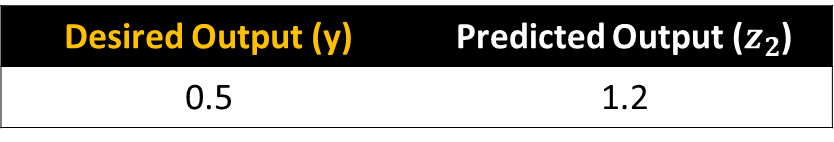 Desired Output (y) Predicted Output (z₂)
0.5 1.2